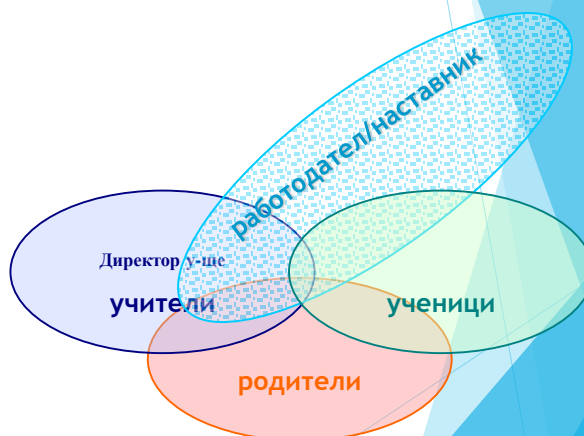 работодател/наставник
Директор у-ще
учители
ученици
родители